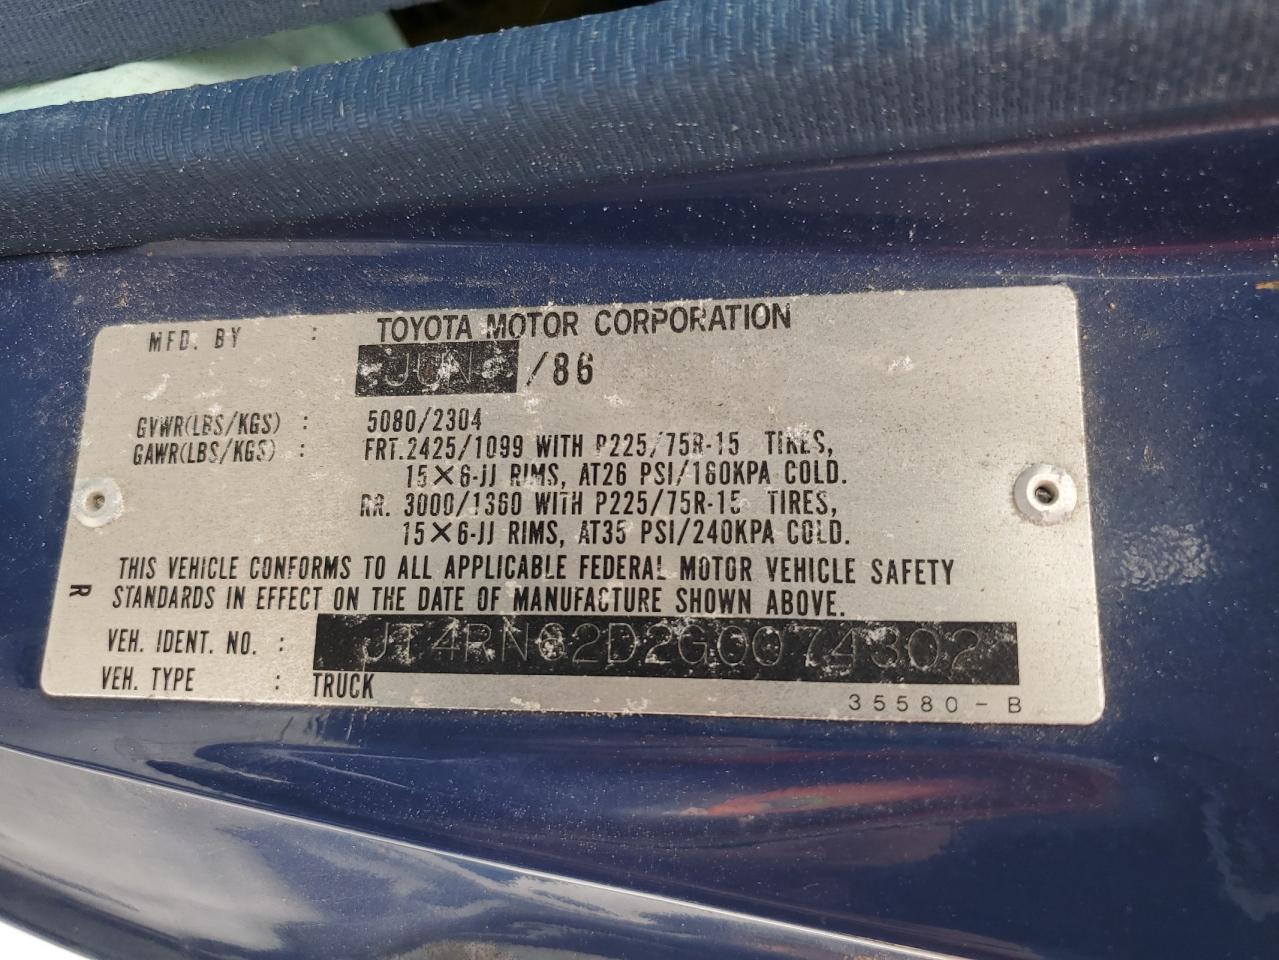 MFD. BY : TOYOTA MOTOR CORPORATION
JUN /86
GVWR(LBS/KGS) : 5080/2304
GAWR(LBS/KGS) : FRT.2425/1099 WITH P225/75R-15 TIRES,
15×6-JJ RIMS, AT26 PSI/180KPA COLD.
RR. 3000/1360 WITH P225/75R-15 TIRES,
15×6-JJ RIMS, AT35 PSI/240KPA COLD.
THIS VEHICLE CONFORMS TO ALL APPLICABLE FEDERAL MOTOR VEHICLE SAFETY
STANDARDS IN EFFECT ON THE DATE OF MANUFACTURE SHOWN ABOVE.
R
VEH. IDENT. NO. : JT4RN62D2G0074302
VEH. TYPE : TRUCK
35580-B